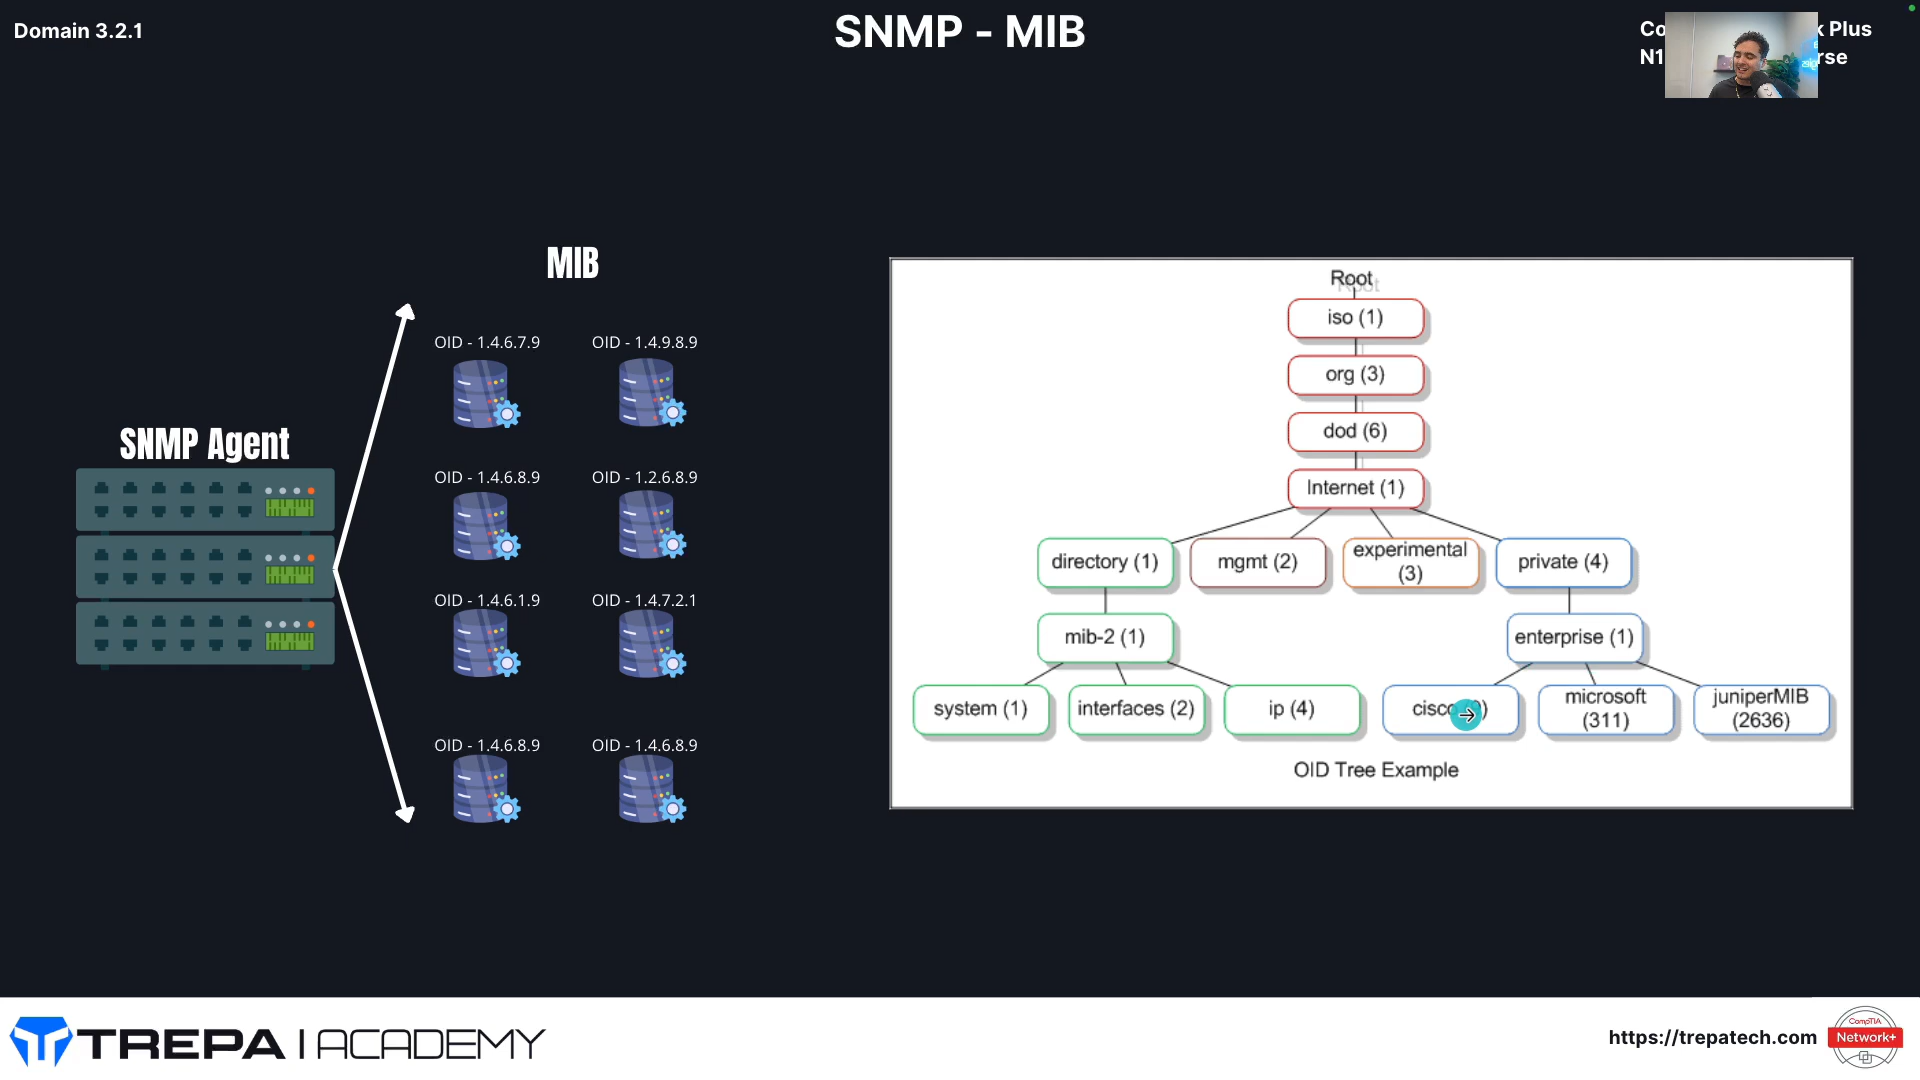 Domain 3.2.1
SNMP - MIB
Plus
N1
MIB
OID - 1.4.6.7.9
OID - 1.4.9.8.9
SNMP Agent
OID - 1.4.6.8.9
OID - 1.2.6.8.9
OID - 1.4.6.1.9
OID - 1.4.7.2.1
OID - 1.4.6.8.9
OID - 1.4.6.8.9
Root
iso (1)
org (3)
dod (6)
Internet (1)
directory (1)
mgmt (2)
experimental
(3)
private (4)
mib-2 (1)
enterprise (1)
system (1)
interfaces (2)
ip (4)
cisco
microsoft
(311)
juniperMIB
(2636)
OID Tree Example
TREPA | ACADEMY
https://trepatech.com
CompTIA
Network+